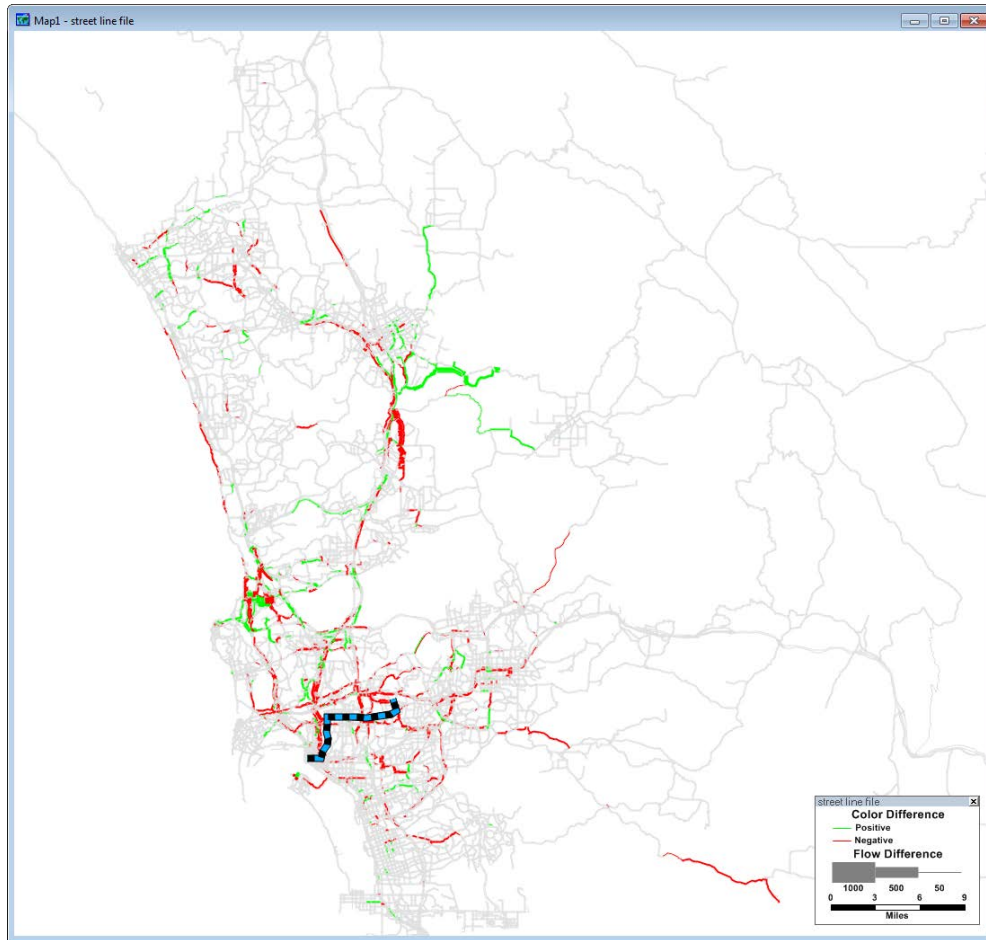 Map1 - street line file
street line file
Color Difference
Positive
Negative
Flow Difference
1000 500 50
0 3 6 9
Miles